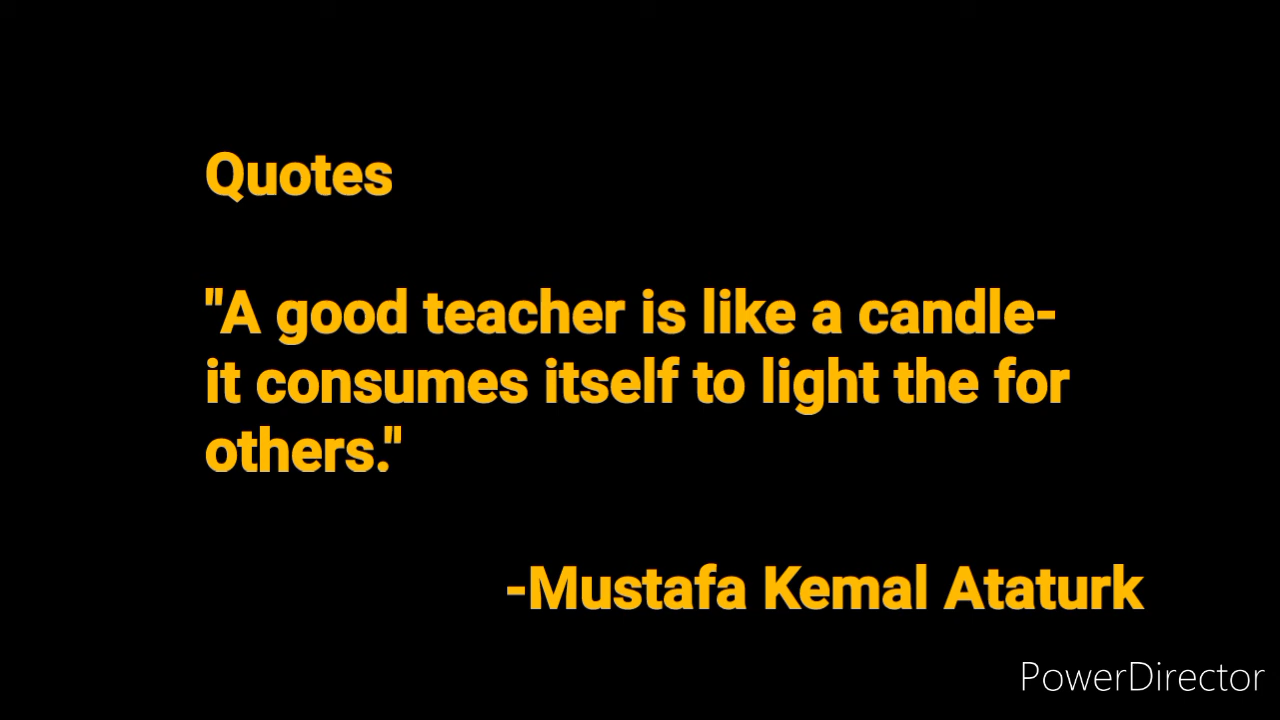 Quotes
"A good teacher is like a candle-
it consumes itself to light the for
others."
-Mustafa Kemal Ataturk
PowerDirector